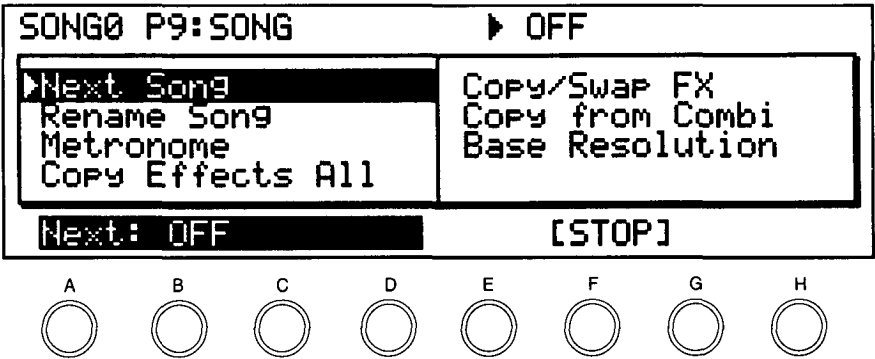 SONG0 P9:SONG ▶ OFF
▶Next Song
Rename Song
Metronome
Copy Effects All
Copy/Swap FX
Copy from Combi
Base Resolution
Next: OFF [STOP]
A B C D E F G H